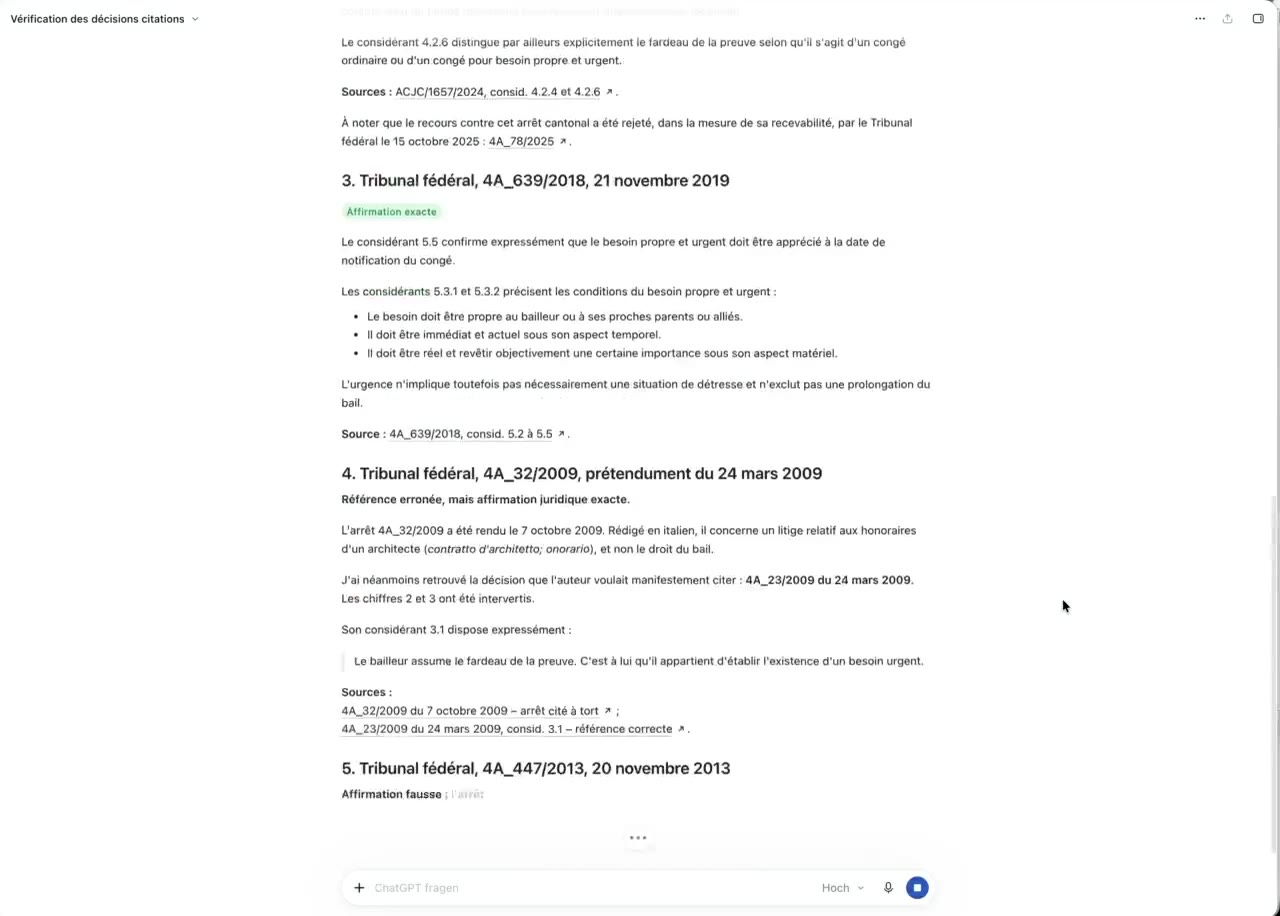 Vérification des décisions citations
Le considérant 4.2.6 distingue par ailleurs explicitement le fardeau de la preuve selon qu'il s'agit d'un congé
ordinaire ou d'un congé pour besoin propre et urgent.
Sources : ACJC/1657/2024, consid. 4.2.4 et 4.2.6 ↗ .
À noter que le recours contre cet arrêt cantonal a été rejeté, dans la mesure de sa recevabilité, par le Tribunal
fédéral le 15 octobre 2025 : 4A_78/2025 ↗ .
3. Tribunal fédéral, 4A_639/2018, 21 novembre 2019
Affirmation exacte
Le considérant 5.5 confirme expressément que le besoin propre et urgent doit être apprécié à la date de
notification du congé.
Les considérants 5.3.1 et 5.3.2 précisent les conditions du besoin propre et urgent :
• Le besoin doit être propre au bailleur ou à ses proches parents ou alliés.
• Il doit être immédiat et actuel sous son aspect temporel.
• Il doit être réel et revêtir objectivement une certaine importance sous son aspect matériel.
L'urgence n'implique toutefois pas nécessairement une situation de détresse et n'exclut pas une prolongation du
bail.
Source : 4A_639/2018, consid. 5.2 à 5.5 ↗ .
4. Tribunal fédéral, 4A_32/2009, prétendument du 24 mars 2009
Référence erronée, mais affirmation juridique exacte.
L'arrêt 4A_32/2009 a été rendu le 7 octobre 2009. Rédigé en italien, il concerne un litige relatif aux honoraires
d'un architecte (contratto d'architetto; onorario), et non le droit du bail.
J'ai néanmoins retrouvé la décision que l'auteur voulait manifestement citer : 4A_23/2009 du 24 mars 2009.
Les chiffres 2 et 3 ont été intervertis.
Son considérant 3.1 dispose expressément :
Le bailleur assume le fardeau de la preuve. C'est à lui qu'il appartient d'établir l'existence d'un besoin urgent.
Sources :
4A_32/2009 du 7 octobre 2009 – arrêt cité à tort ↗ ;
4A_23/2009 du 24 mars 2009, consid. 3.1 – référence correcte ↗ .
5. Tribunal fédéral, 4A_447/2013, 20 novembre 2013
Affirmation fausse : l'arrêt
ChatGPT fragen
Hoch